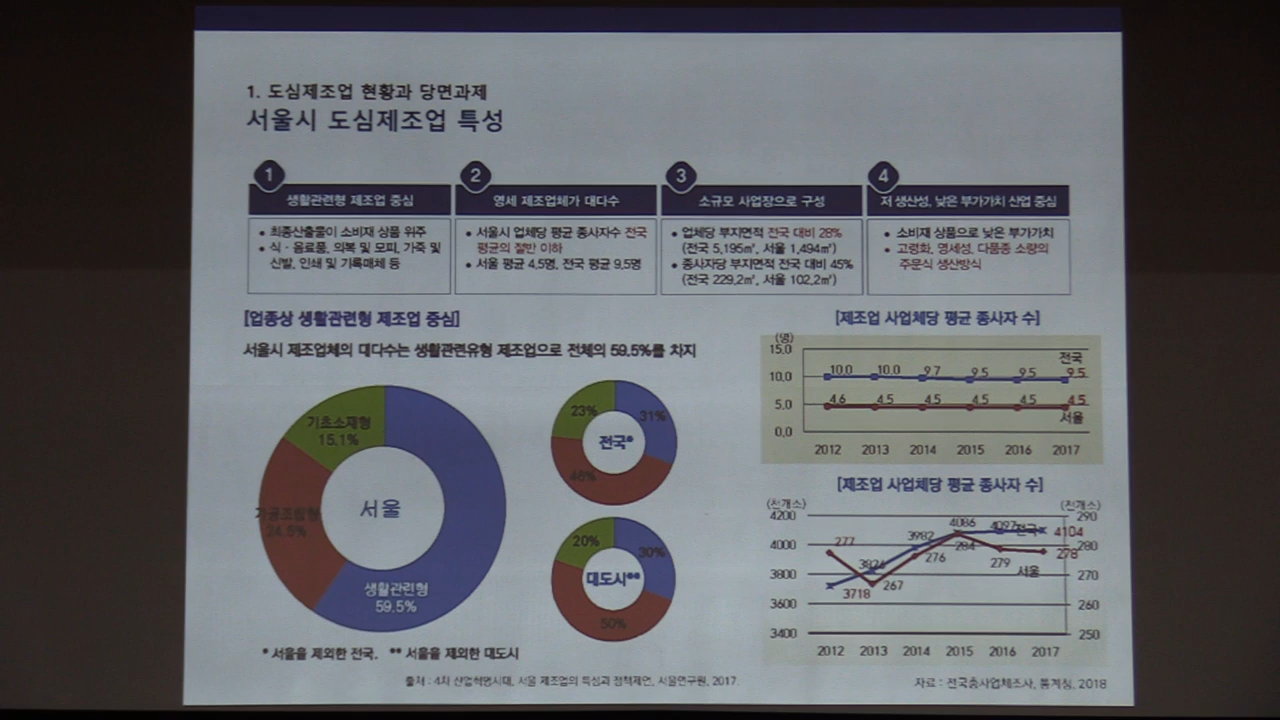 1. 도심제조업 현황과 당면과제
서울시 도심제조업 특성
1
생활관련형 제조업 중심
• 최종산출물이 소비재 상품 위주
• 식·음료품, 의복 및 모피, 가죽 및
신발, 인쇄 및 기록매체 등
2
영세 제조업체가 대다수
• 서울시 업체당 평균 종사자수 전국
평균의 절반 이하
• 서울 평균 4.5명, 전국 평균 9.5명
3
소규모 사업장으로 구성
• 업체당 부지면적 전국 대비 28%
(전국 5,195㎡, 서울 1,494㎡)
• 종사자당 부지면적 전국 대비 45%
(전국 229.2㎡, 서울 102.2㎡)
4
저 생산성, 낮은 부가가치 산업 중심
• 소비재 상품으로 낮은 부가가치
• 고령화, 영세성, 다품종 소량의
주문식 생산방식
[업종상 생활관련형 제조업 중심]
서울시 제조업체의 대다수는 생활관련유형 제조업으로 전체의 59.5%를 차지
기초소재형
15.1%
가공조립형
24.5%
서울
생활관련형
59.5%
23%
31%
전국*
46%
20%
30%
대도시**
50%
* 서울을 제외한 전국. ** 서울을 제외한 대도시
출처 : 4차 산업혁명시대, 서울 제조업의 특성과 정책제언, 서울연구원, 2017.
[제조업 사업체당 평균 종사자 수]
(명)
15.0
전국
10.0
10.0 10.0 9.7 9.5 9.5 9.5
5.0
4.6 4.5 4.5 4.5 4.5 4.5
서울
0.0
2012 2013 2014 2015 2016 2017
[제조업 사업체당 평균 종사자 수]
(천개소) (천개소)
4200 290
4086 4097 전국 4104
277 3982
4000 284 278 280
3824 276 279
서울
3800 270
3718 267
3600 260
3400 250
2012 2013 2014 2015 2016 2017
자료 : 전국총사업체조사, 통계청, 2018